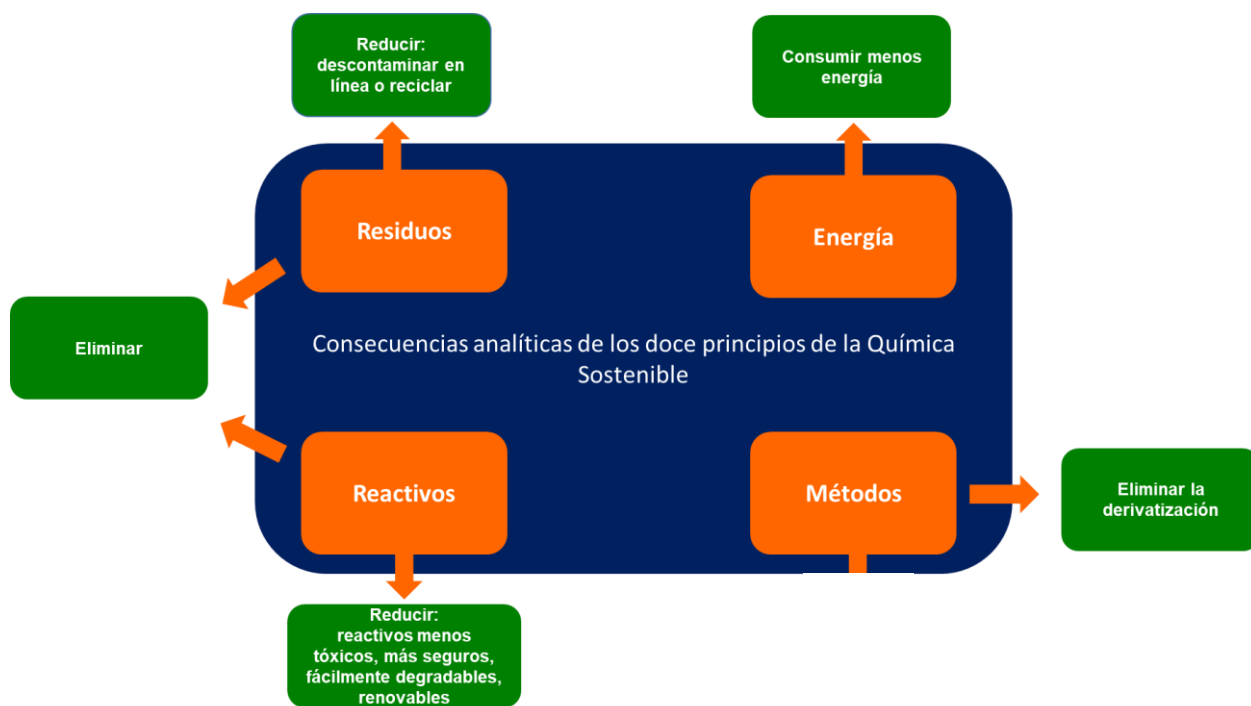 Reducir:
descontaminar en
línea o reciclar
Consumir menos
energía
Residuos
Energía
Eliminar
Consecuencias analíticas de los doce principios de la Química
Sostenible
Reactivos
Métodos
Eliminar la
derivatización
Reducir:
reactivos menos
tóxicos, más seguros,
fácilmente degradables,
renovables